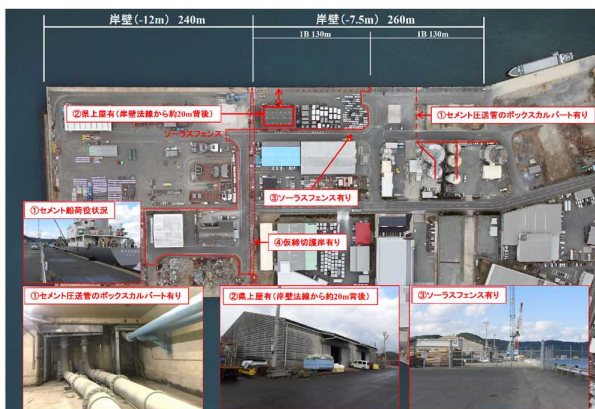 岸壁(-12m) 240m
岸壁(-7.5m) 260m
1B 130m
1B 130m
②県上屋有(岸壁法線から約20m背後)
①セメント圧送管のボックスカルバート有り
ソーラスフェンス
③ソーラスフェンス有り
①セメント船荷役状況
④仮締切護岸有り
①セメント圧送管のボックスカルバート有り
②県上屋有(岸壁法線から約20m背後)
③ソーラスフェンス有り